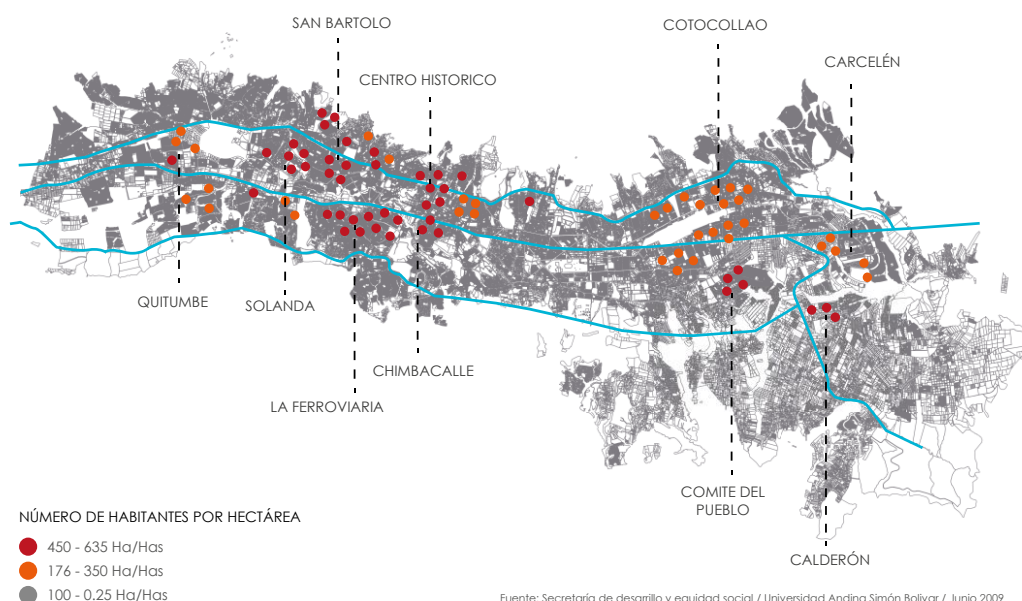 SAN BARTOLO
COTOCOLLAO
CENTRO HISTORICO
CARCELÉN
QUITUMBE
SOLANDA
CHIMBACALLE
LA FERROVIARIA
COMITE DEL
PUEBLO
CALDERÓN
NÚMERO DE HABITANTES POR HECTÁREA
450 - 635 Ha/Has
176 - 350 Ha/Has
100 - 0.25 Ha/Has
Fuente: Secretaría de desarrollo y equidad social / Universidad Andina Simón Bolivar / Junio 2009